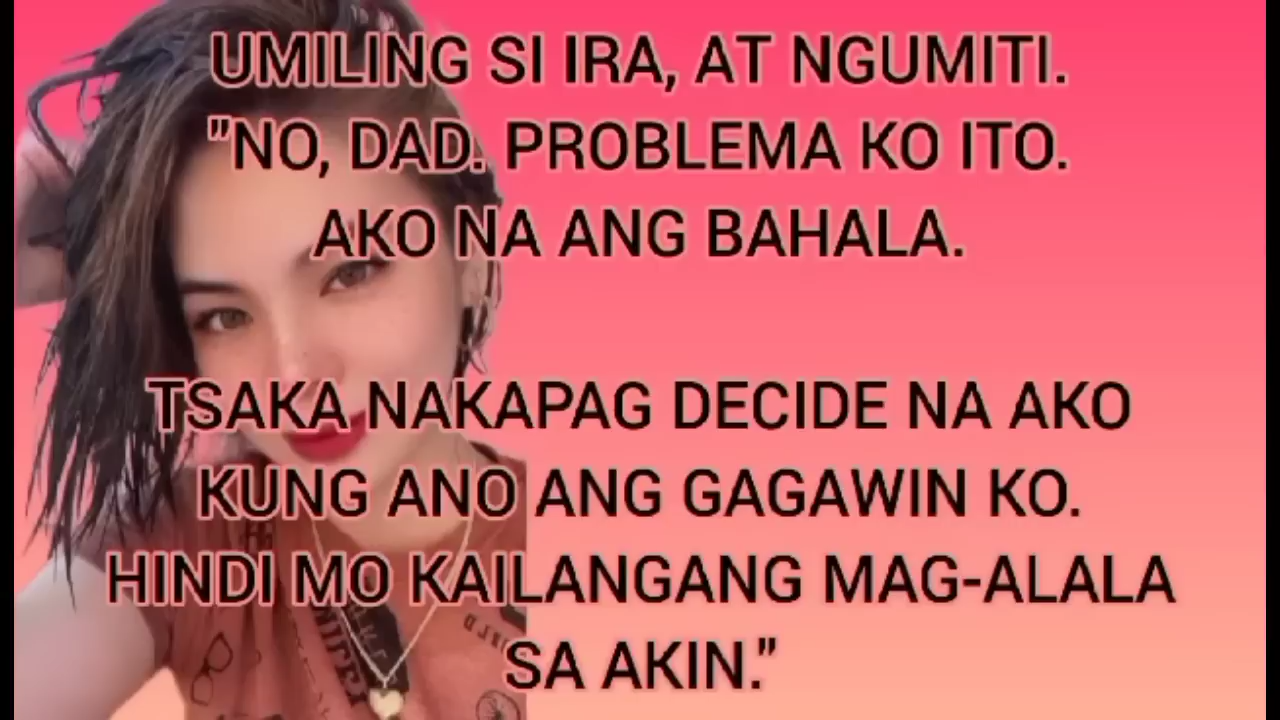 UMILING SI IRA, AT NGUMITI.
"NO, DAD. PROBLEMA KO ITO.
AKO NA ANG BAHALA.
TSAKA NAKAPAG DECIDE NA AKO
KUNG ANO ANG GAGAWIN KO.
HINDI MO KAILANGANG MAG-ALALA
SA AKIN."